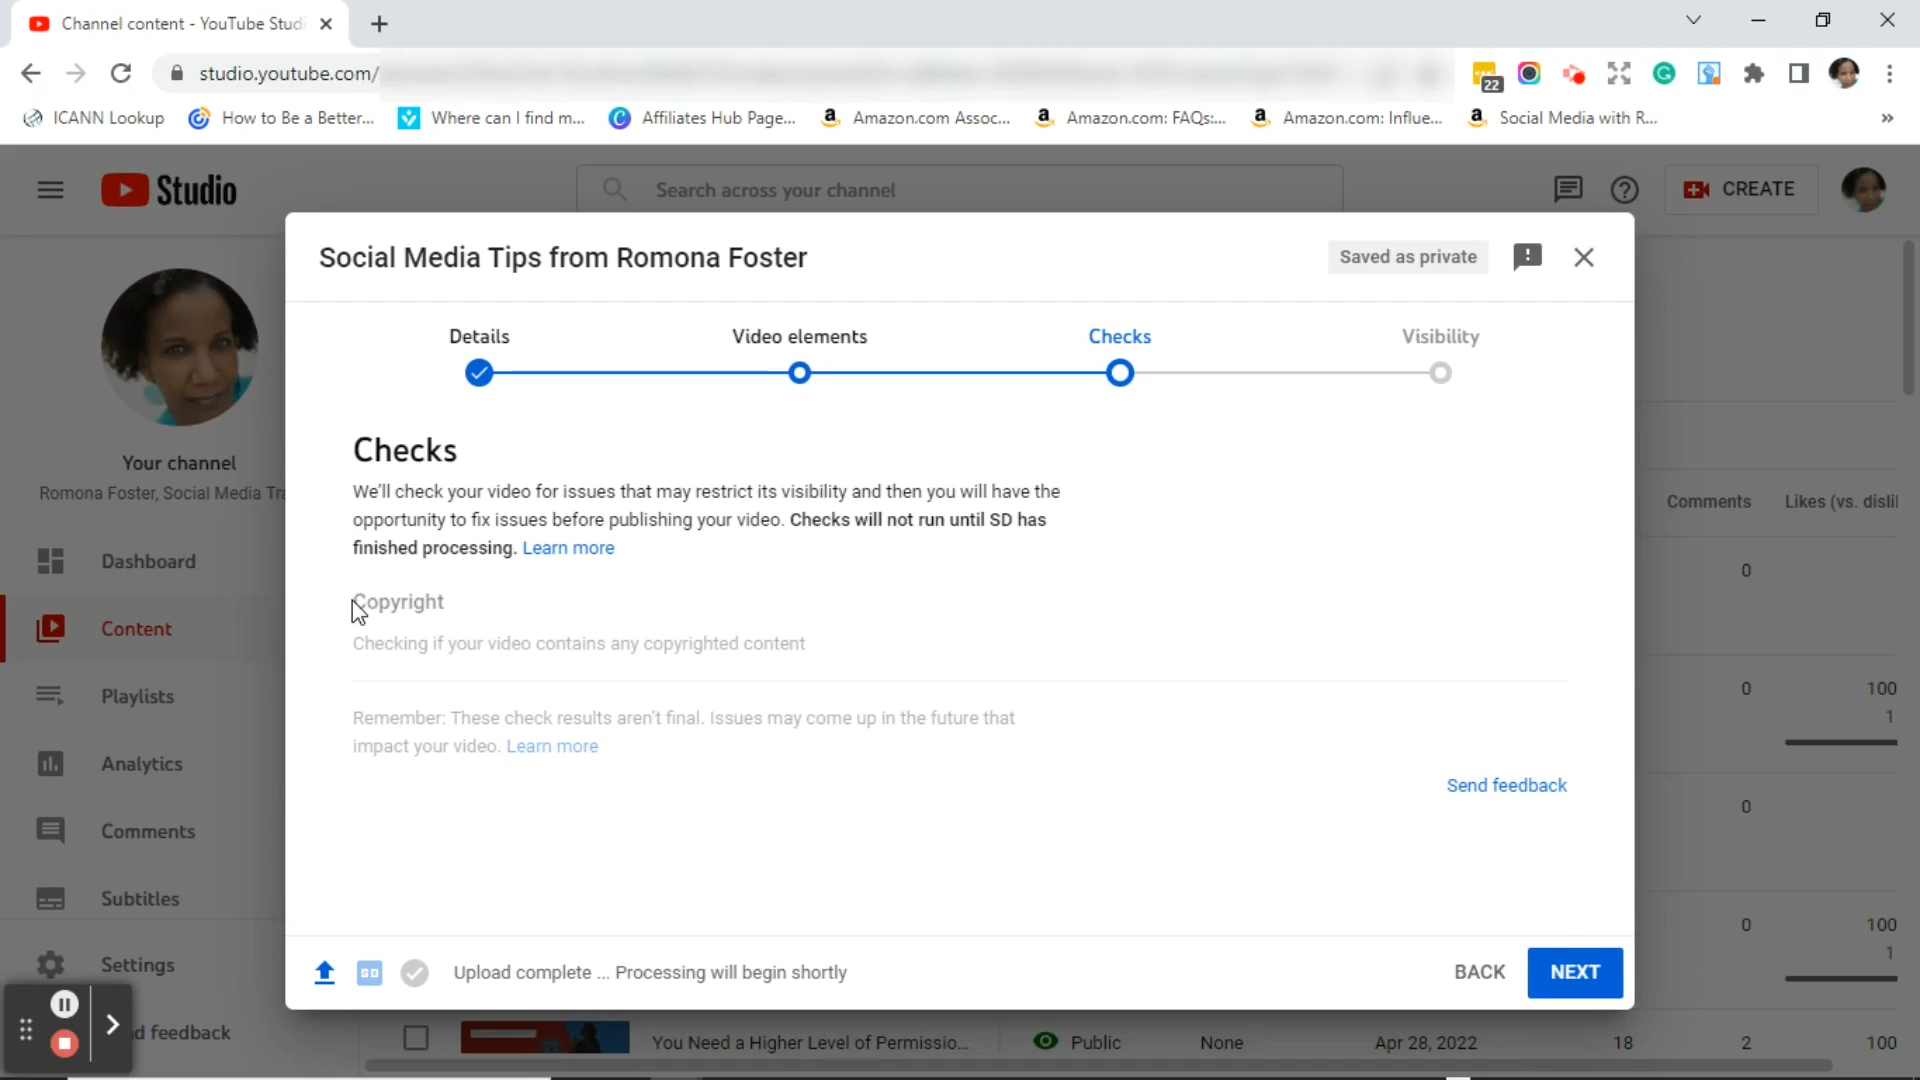 Channel content - YouTube Studi
studio.youtube.com/
22
ICANN Lookup
How to Be a Better...
Where can I find m...
Affiliates Hub Page...
Amazon.com Assoc...
Amazon.com: FAQs:...
Amazon.com: Influe...
Social Media with R...
Studio
Search across your channel
CREATE
Social Media Tips from Romona Foster
Saved as private
Details
Video elements
Checks
Visibility
Checks
We'll check your video for issues that may restrict its visibility and then you will have the
opportunity to fix issues before publishing your video. Checks will not run until SD has
finished processing. Learn more
Copyright
Checking if your video contains any copyrighted content
Remember: These check results aren't final. Issues may come up in the future that
impact your video. Learn more
Send feedback
SD
Upload complete ... Processing will begin shortly
BACK
NEXT
Your channel
Romona Foster, Social Media Tra
Dashboard
Content
Playlists
Analytics
Comments
Subtitles
Settings
d feedback
Comments
Likes (vs. disli
0
0
100
1
0
0
100
1
You Need a Higher Level of Permissio...
Public
None
Apr 28, 2022
18
2
100